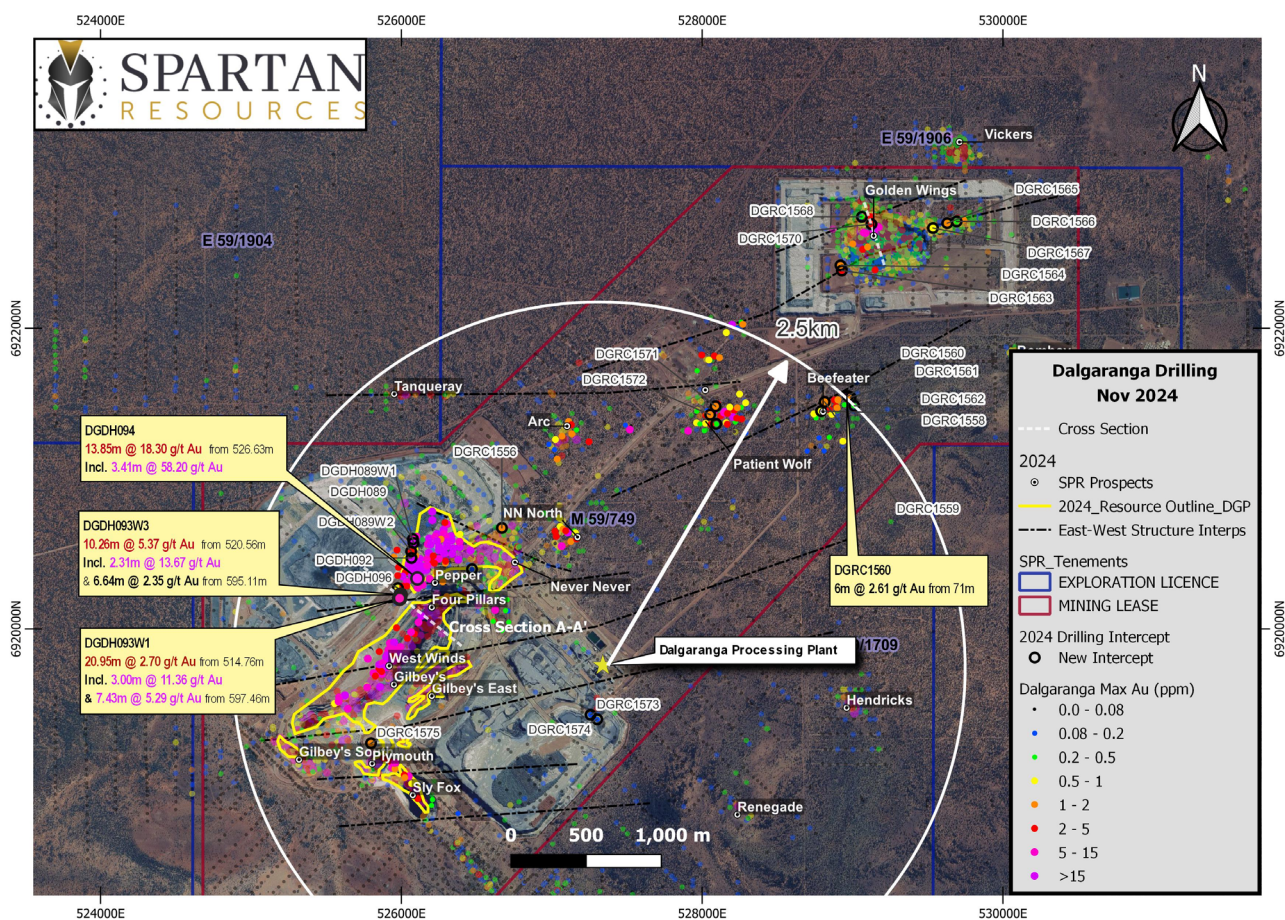 524000E
526000E
528000E
530000E
SPARTAN
RESOURCES
N
E 59/1906
Vickers
Golden Wings
DGRC1565
DGRC1568
DGRC1566
DGRC1570
DGRC1567
E 59/1904
DGRC1564
DGRC1563
6922000N
6922000N
2.5km
DGRC1571
DGRC1560
DGRC1572
DGRC1561
Beefeater
Tanqueray
DGRC1562
DGRC1558
Arc
Patient Wolf
DGRC1556
DGDH089W1
DGDH089
DGDH089W2
NN North
M 59/749
DGRC1559
DGDH092
DGDH096
Pepper
Never Never
Four Pillars
Cross Section A-A'
6920000N
6920000N
DGDH094
13.85m @ 18.30 g/t Au from 526.63m
Incl. 3.41m @ 58.20 g/t Au
DGDH093W3
10.26m @ 5.37 g/t Au from 520.56m
Incl. 2.31m @ 13.67 g/t Au
& 6.64m @ 2.35 g/t Au from 595.11m
DGDH093W1
20.95m @ 2.70 g/t Au from 514.76m
Incl. 3.00m @ 11.36 g/t Au
& 7.43m @ 5.29 g/t Au from 597.46m
DGRC1560
6m @ 2.61 g/t Au from 71m
Dalgaranga Processing Plant
/1709
West Winds
Gilbey's
Gilbey's East
Hendricks
DGRC1573
DGRC1574
DGRC1575
Gilbey's So
Plymouth
Sly Fox
Renegade
0 500 1,000 m
Dalgaranga Drilling
Nov 2024
Cross Section
2024
SPR Prospects
2024_Resource Outline_DGP
East-West Structure Interps
SPR_Tenements
EXPLORATION LICENCE
MINING LEASE
2024 Drilling Intercept
New Intercept
Dalgaranga Max Au (ppm)
0.0 - 0.08
0.08 - 0.2
0.2 - 0.5
0.5 - 1
1 - 2
2 - 5
5 - 15
>15
524000E
526000E
528000E
530000E